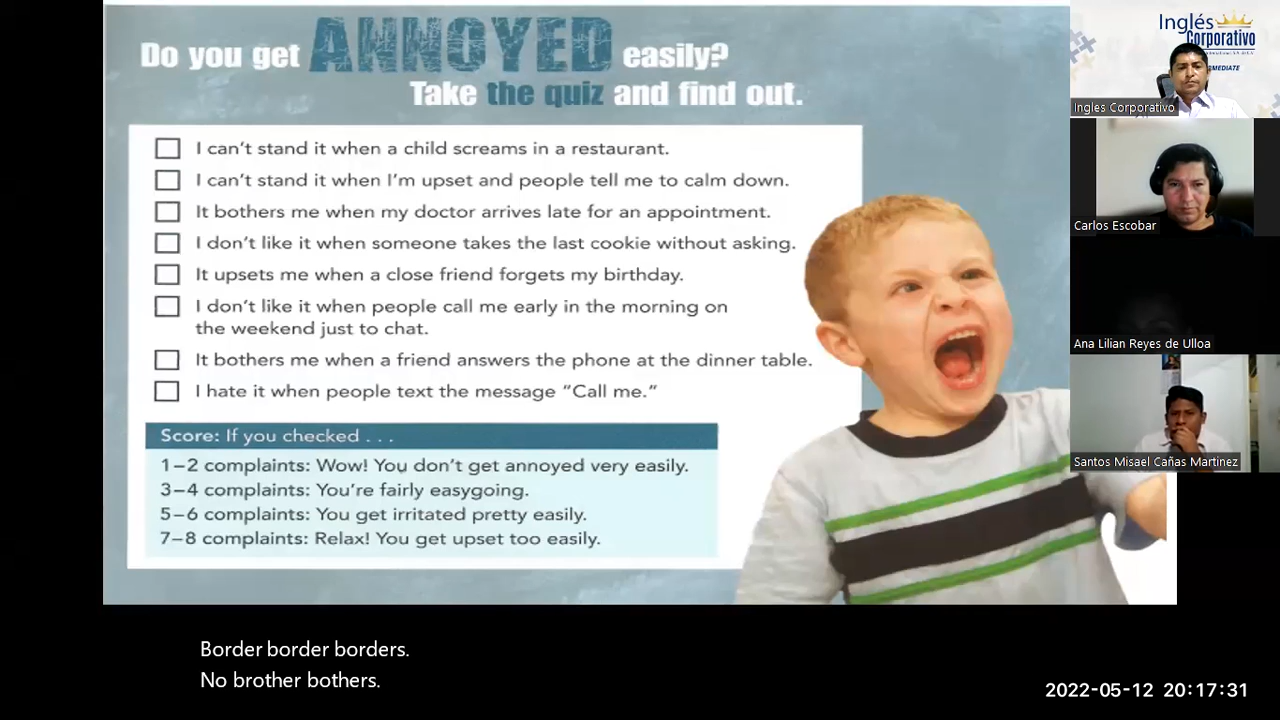 Do you get ANNOYED easily?
Take the quiz and find out.
I can't stand it when a child screams in a restaurant.
I can't stand it when I'm upset and people tell me to calm down.
It bothers me when my doctor arrives late for an appointment.
I don't like it when someone takes the last cookie without asking.
It upsets me when a close friend forgets my birthday.
I don't like it when people call me early in the morning on
the weekend just to chat.
It bothers me when a friend answers the phone at the dinner table.
I hate it when people text the message “Call me.”
Score: If you checked . . .
1–2 complaints: Wow! You don't get annoyed very easily.
3–4 complaints: You're fairly easygoing.
5–6 complaints: You get irritated pretty easily.
7–8 complaints: Relax! You get upset too easily.
Inglés
Corporativo
Ingles Corporativo
Carlos Escobar
Ana Lilian Reyes de Ulloa
Santos Misael Cañas Martinez
Border border borders.
No brother bothers.
2022-05-12 20:17:31